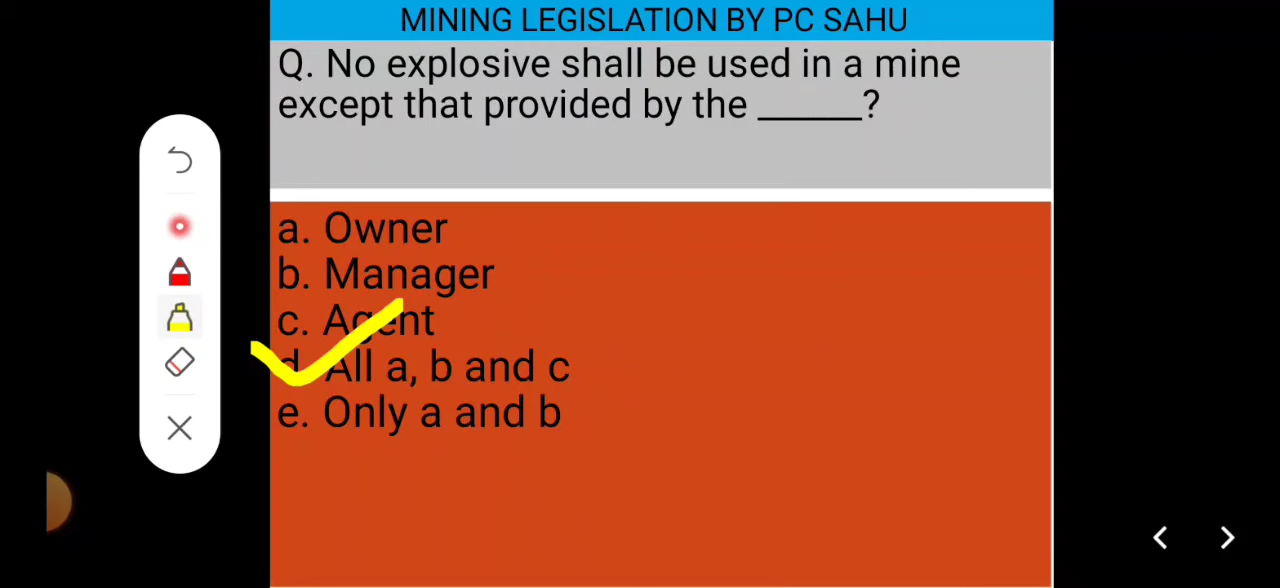 MINING LEGISLATION BY PC SAHU
Q. No explosive shall be used in a mine
except that provided by the ______?
a. Owner
b. Manager
c. Agent
d. All a, b and c
e. Only a and b